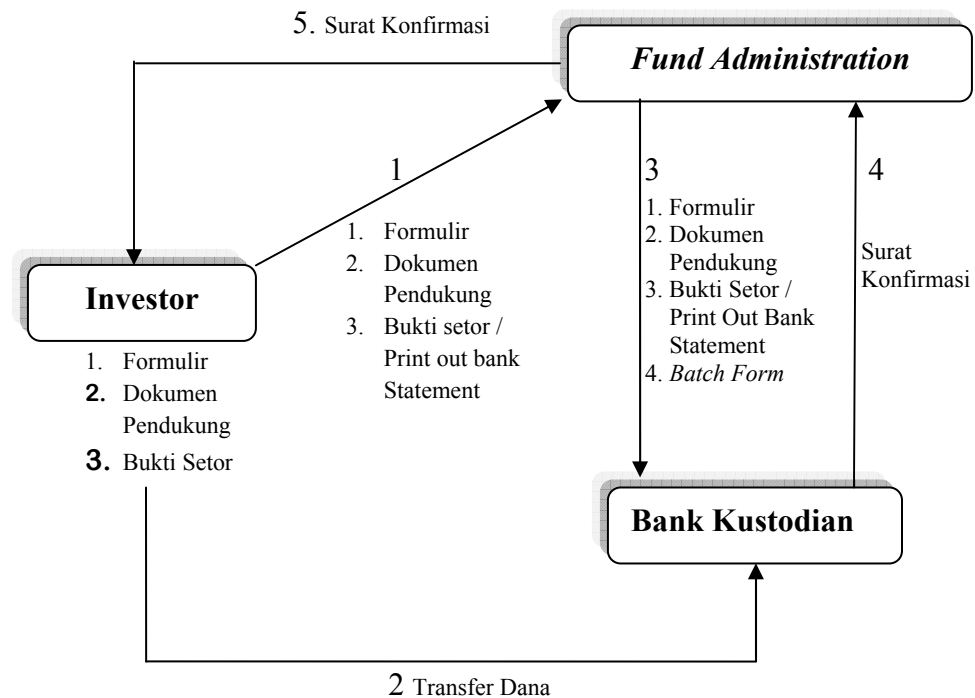 5. Surat Konfirmasi
Fund Administration
1
3
4
1. Formulir
2. Dokumen
Pendukung
3. Bukti setor /
Print out bank
Statement
1. Formulir
2. Dokumen
Pendukung
3. Bukti Setor /
Print Out Bank
Statement
4. Batch Form
Surat
Konfirmasi
Investor
1. Formulir
2. Dokumen
Pendukung
3. Bukti Setor
Bank Kustodian
2 Transfer Dana